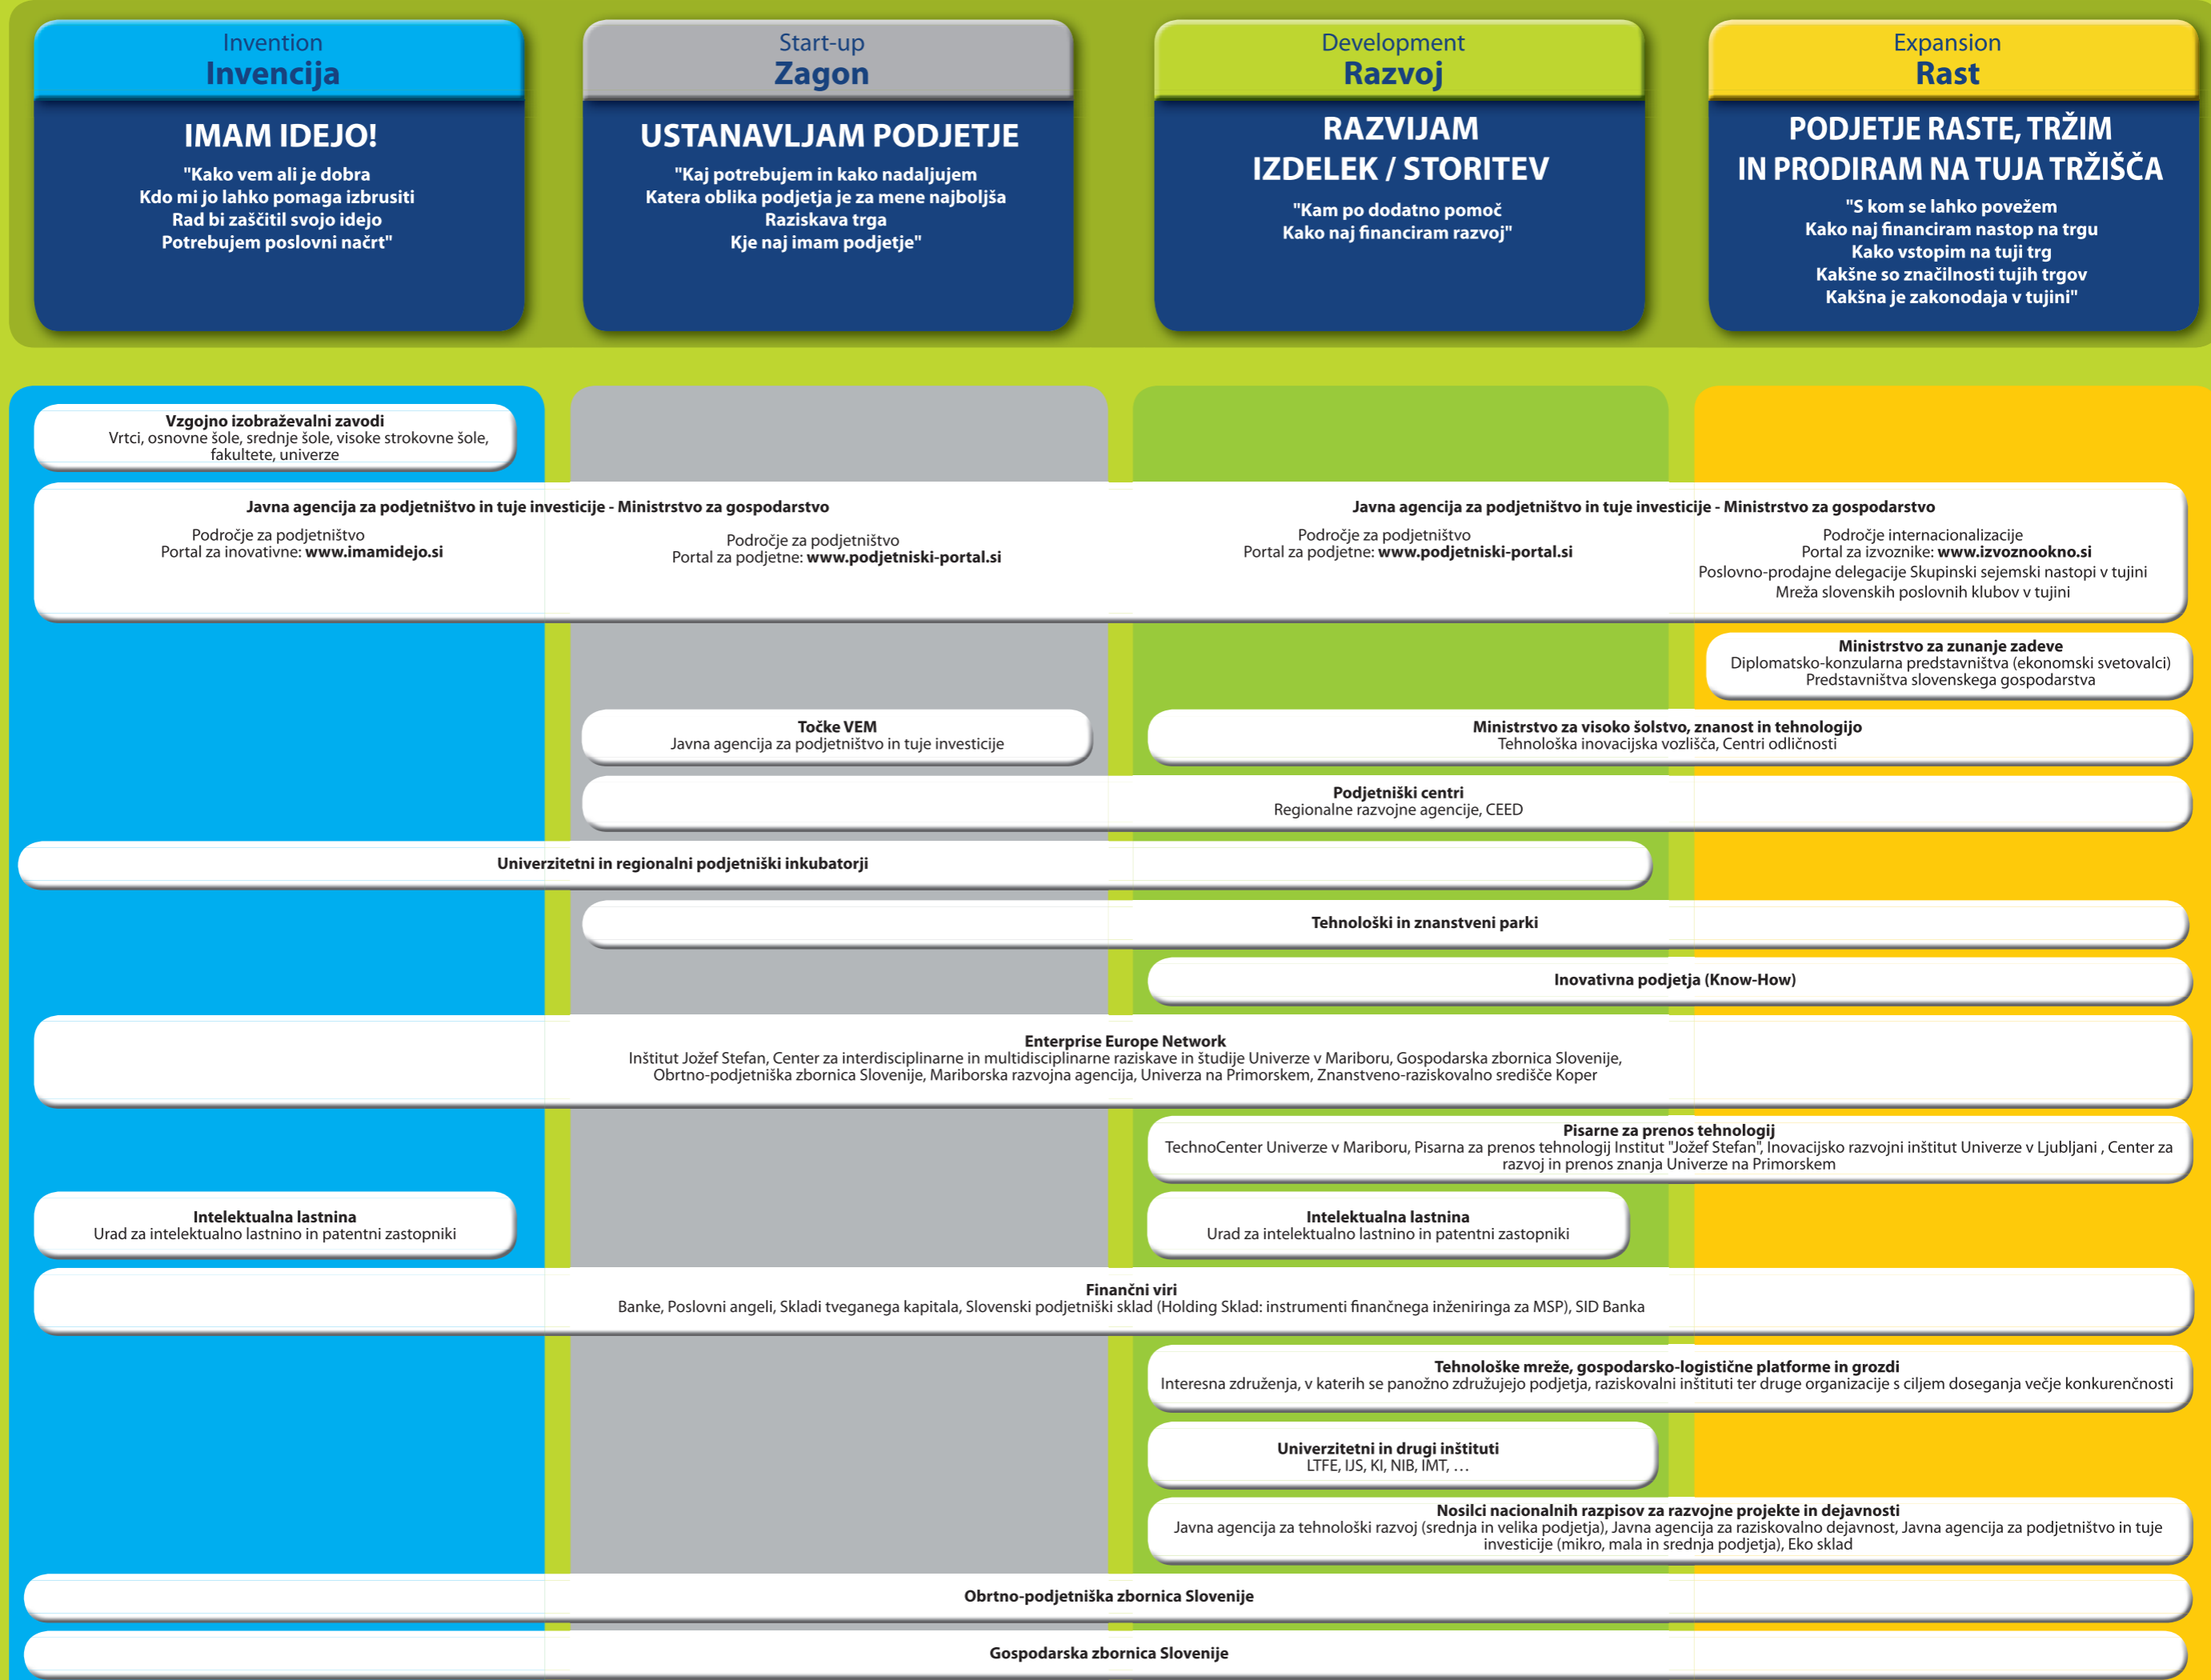 Invention
Invencija
IMAM IDEJO!
"Kako vem ali je dobra
Kdo mi jo lahko pomaga izbrusiti
Rad bi zaščitil svojo idejo
Potrebujem poslovni načrt"
Start-up
Zagon
USTANAVLJAM PODJETJE
"Kaj potrebujem in kako nadaljujem
Katera oblika podjetja je za mene najboljša
Raziskava trga
Kje naj imam podjetje"
Development
Razvoj
RAZVIJAM
IZDELEK / STORITEV
"Kam po dodatno pomoč
Kako naj financiram razvoj"
Expansion
Rast
PODJETJE RASTE, TRŽIM
IN PRODIRAM NA TUJA TRŽIŠČA
"S kom se lahko povežem
Kako naj financiram nastop na trgu
Kako vstopim na tuji trg
Kakšne so značilnosti tujih trgov
Kakšna je zakonodaja v tujini"
Vzgojno izobraževalni zavodi
Vrtci, osnovne šole, srednje šole, visoke strokovne šole,
fakultete, univerze
Javna agencija za podjetništvo in tuje investicije - Ministrstvo za gospodarstvo
Področje za podjetništvo
Portal za inovativne: www.imamidejo.si
Področje za podjetništvo
Portal za podjetne: www.podjetniski-portal.si
Javna agencija za podjetništvo in tuje investicije - Ministrstvo za gospodarstvo
Področje za podjetništvo
Portal za podjetne: www.podjetniski-portal.si
Področje internacionalizacije
Portal za izvoznike: www.izvoznookno.si
Poslovno-prodajne delegacije Skupinski sejemski nastopi v tujini
Mreža slovenskih poslovnih klubov v tujini
Ministrstvo za zunanje zadeve
Diplomatsko-konzularna predstavništva (ekonomski svetovalci)
Predstavništva slovenskega gospodarstva
Točke VEM
Javna agencija za podjetništvo in tuje investicije
Ministrstvo za visoko šolstvo, znanost in tehnologijo
Tehnološka inovacijska vozlišča, Centri odličnosti
Podjetniški centri
Regionalne razvojne agencije, CEED
Univerzitetni in regionalni podjetniški inkubatorji
Tehnološki in znanstveni parki
Inovativna podjetja (Know-How)
Enterprise Europe Network
Inštitut Jožef Stefan, Center za interdisciplinarne in multidisciplinarne raziskave in študije Univerze v Mariboru, Gospodarska zbornica Slovenije,
Obrtno-podjetniška zbornica Slovenije, Mariborska razvojna agencija, Univerza na Primorskem, Znanstveno-raziskovalno središče Koper
Pisarne za prenos tehnologij
TechnoCenter Univerze v Mariboru, Pisarna za prenos tehnologij Institut "Jožef Stefan", Inovacijsko razvojni inštitut Univerze v Ljubljani , Center za
razvoj in prenos znanja Univerze na Primorskem
Intelektualna lastnina
Urad za intelektualno lastnino in patentni zastopniki
Intelektualna lastnina
Urad za intelektualno lastnino in patentni zastopniki
Finančni viri
Banke, Poslovni angeli, Skladi tveganega kapitala, Slovenski podjetniški sklad (Holding Sklad: instrumenti finančnega inženiringa za MSP), SID Banka
Tehnološke mreže, gospodarsko-logistične platforme in grozdi
Interesna združenja, v katerih se panožno združujejo podjetja, raziskovalni inštituti ter druge organizacije s ciljem doseganja večje konkurenčnosti
Univerzitetni in drugi inštituti
LTFE, IJS, KI, NIB, IMT, …
Nosilci nacionalnih razpisov za razvojne projekte in dejavnosti
Javna agencija za tehnološki razvoj (srednja in velika podjetja), Javna agencija za raziskovalno dejavnost, Javna agencija za podjetništvo in tuje
investicije (mikro, mala in srednja podjetja), Eko sklad
Obrtno-podjetniška zbornica Slovenije
Gospodarska zbornica Slovenije